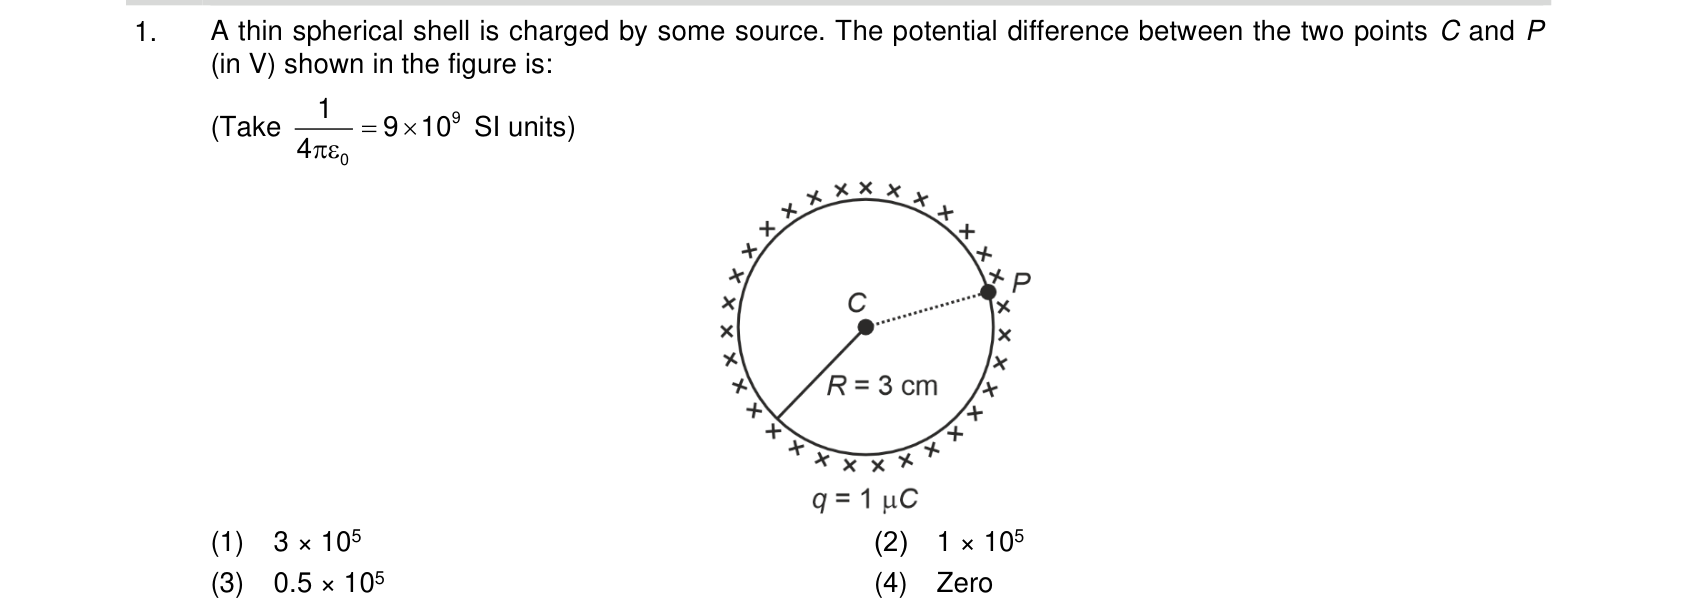 1. A thin spherical shell is charged by some source. The potential difference between the two points C and P
(in V) shown in the figure is:
(Take 1/4πε₀ = 9×10⁹ SI units)
C
P
R = 3 cm
q = 1 μC
(1) 3 × 10⁵ (2) 1 × 10⁵
(3) 0.5 × 10⁵ (4) Zero